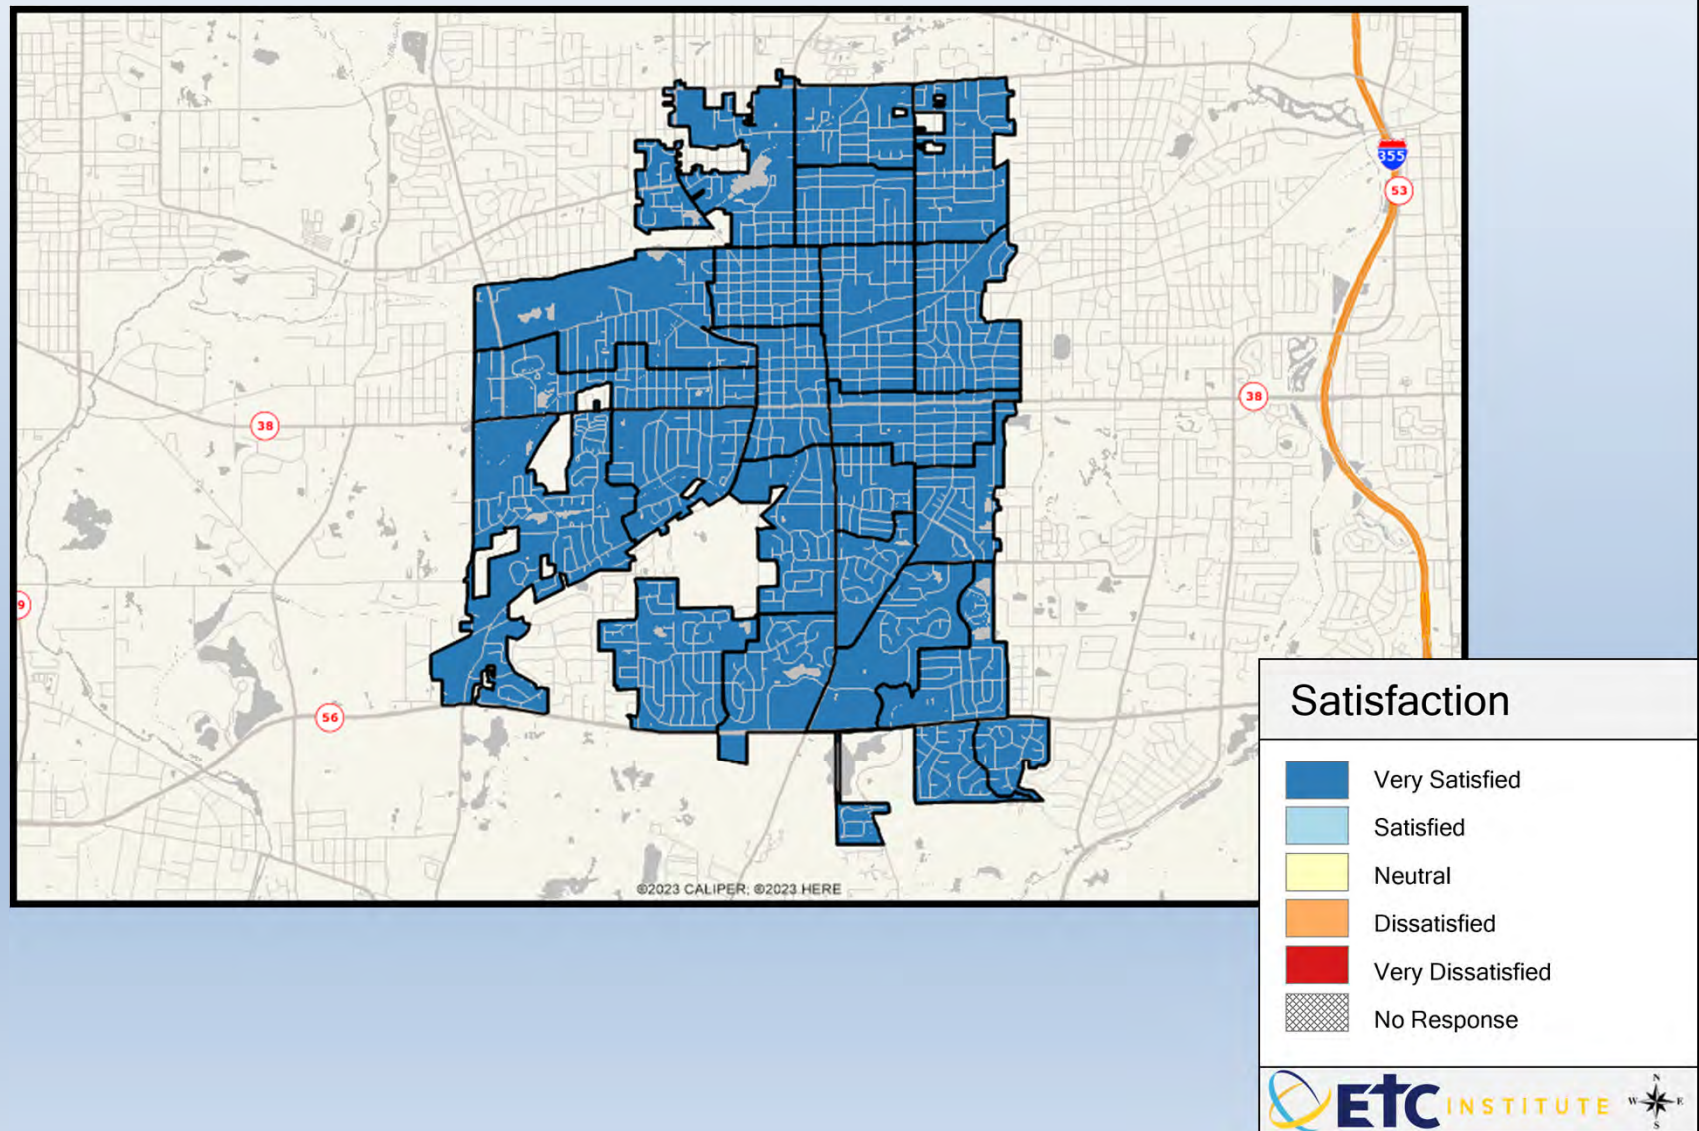 355
53
38
38
9
56
©2023 CALIPER; ©2023 HERE
Satisfaction
Very Satisfied
Satisfied
Neutral
Dissatisfied
Very Dissatisfied
No Response
ETC INSTITUTE
N
W E
S